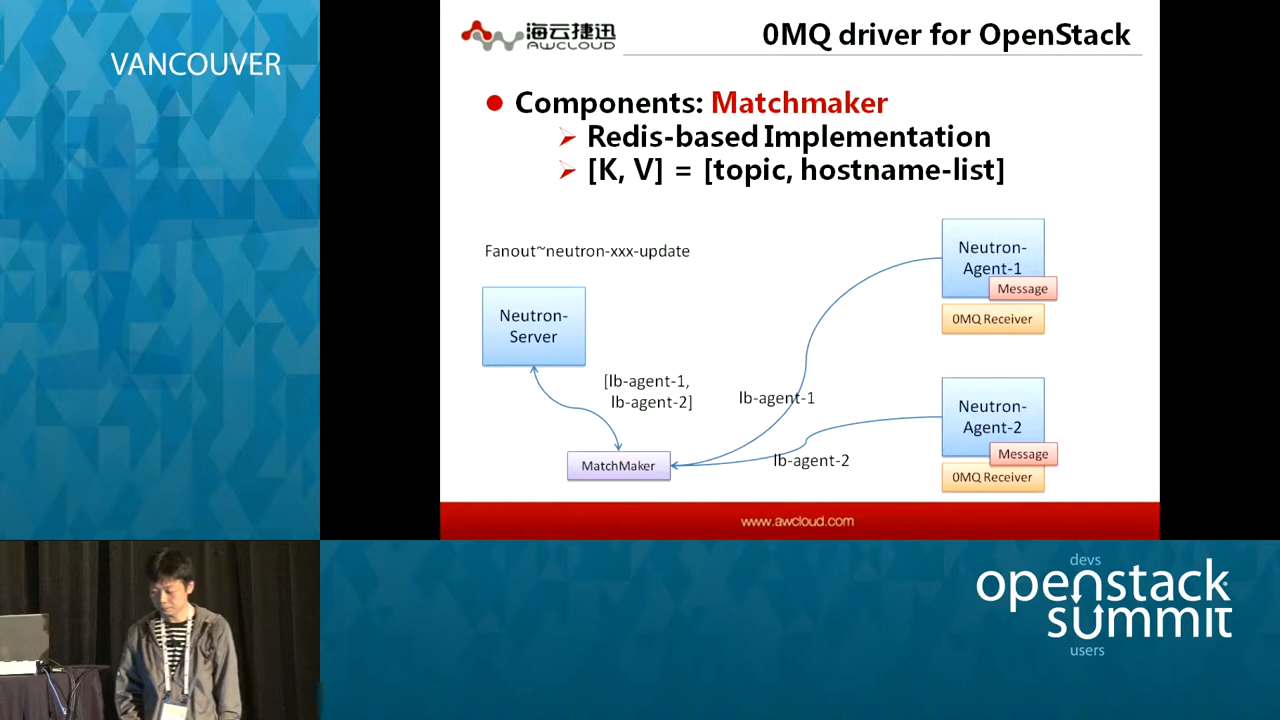 VANCOUVER
海云捷迅
AWCLOUD
0MQ driver for OpenStack
Components: Matchmaker
Redis-based Implementation
[K, V] = [topic, hostname-list]
Fanout~neutron-xxx-update
Neutron-
Server
[lb-agent-1,
lb-agent-2]
MatchMaker
lb-agent-1
lb-agent-2
Neutron-
Agent-1
Message
0MQ Receiver
Neutron-
Agent-2
Message
0MQ Receiver
www.awcloud.com
devs
openstack
summit
users